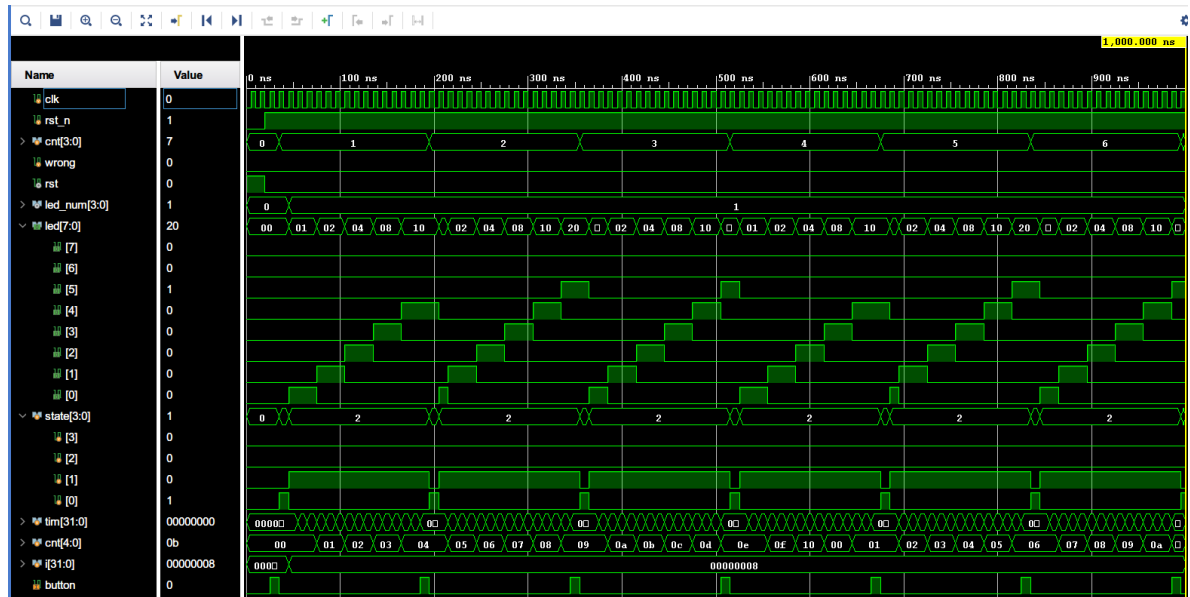 1,000.000 ns
Name Value 0 ns 100 ns 200 ns 300 ns 400 ns 500 ns 600 ns 700 ns 800 ns 900 ns
clk 0
rst_n 1
cnt[3:0] 7 0 1 2 3 4 5 6
wrong 0
rst 0
led_num[3:0] 1 0 1
led[7:0] 20 00 01 02 04 08 10 02 04 08 10 20 02 04 08 10 01 02 04 08 10 02 04 08 10 20 02 04 08 10
[7] 0
[6] 0
[5] 1
[4] 0
[3] 0
[2] 0
[1] 0
[0] 0
state[3:0] 1 0 2 2 2 2 2 2
[3] 0
[2] 0
[1] 0
[0] 1
tim[31:0] 00000000 0000 0 0 0 0 0
cnt[4:0] 0b 00 01 02 03 04 05 06 07 08 09 0a 0b 0c 0d 0e 0f 10 00 01 02 03 04 05 06 07 08 09 0a
i[31:0] 00000008 000 00000008
button 0